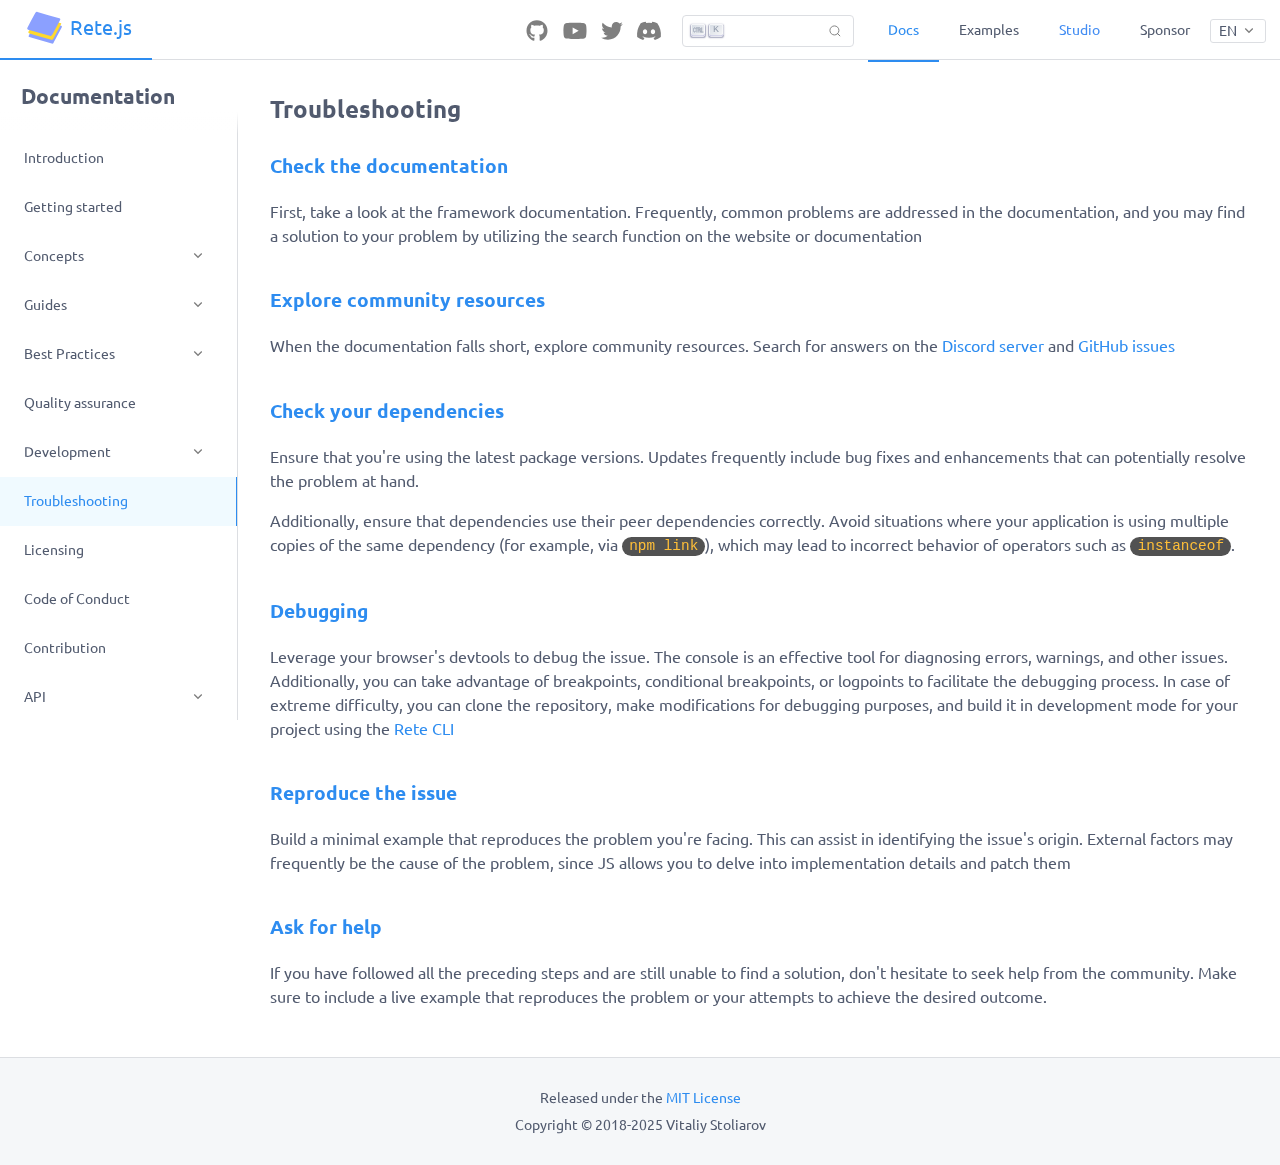 Rete.js
K
Docs
Examples
Studio
Sponsor
EN
Documentation
Introduction
Getting started
Concepts
Guides
Best Practices
Quality assurance
Development
Troubleshooting
Licensing
Code of Conduct
Contribution
API
Troubleshooting
Check the documentation
First, take a look at the framework documentation. Frequently, common problems are addressed in the documentation, and you may find
a solution to your problem by utilizing the search function on the website or documentation
Explore community resources
When the documentation falls short, explore community resources. Search for answers on the Discord server and GitHub issues
Check your dependencies
Ensure that you're using the latest package versions. Updates frequently include bug fixes and enhancements that can potentially resolve
the problem at hand.
Additionally, ensure that dependencies use their peer dependencies correctly. Avoid situations where your application is using multiple
copies of the same dependency (for example, via npm link), which may lead to incorrect behavior of operators such as instanceof.
Debugging
Leverage your browser's devtools to debug the issue. The console is an effective tool for diagnosing errors, warnings, and other issues.
Additionally, you can take advantage of breakpoints, conditional breakpoints, or logpoints to facilitate the debugging process. In case of
extreme difficulty, you can clone the repository, make modifications for debugging purposes, and build it in development mode for your
project using the Rete CLI
Reproduce the issue
Build a minimal example that reproduces the problem you're facing. This can assist in identifying the issue's origin. External factors may
frequently be the cause of the problem, since JS allows you to delve into implementation details and patch them
Ask for help
If you have followed all the preceding steps and are still unable to find a solution, don't hesitate to seek help from the community. Make
sure to include a live example that reproduces the problem or your attempts to achieve the desired outcome.
Released under the MIT License
Copyright © 2018-2025 Vitaliy Stoliarov